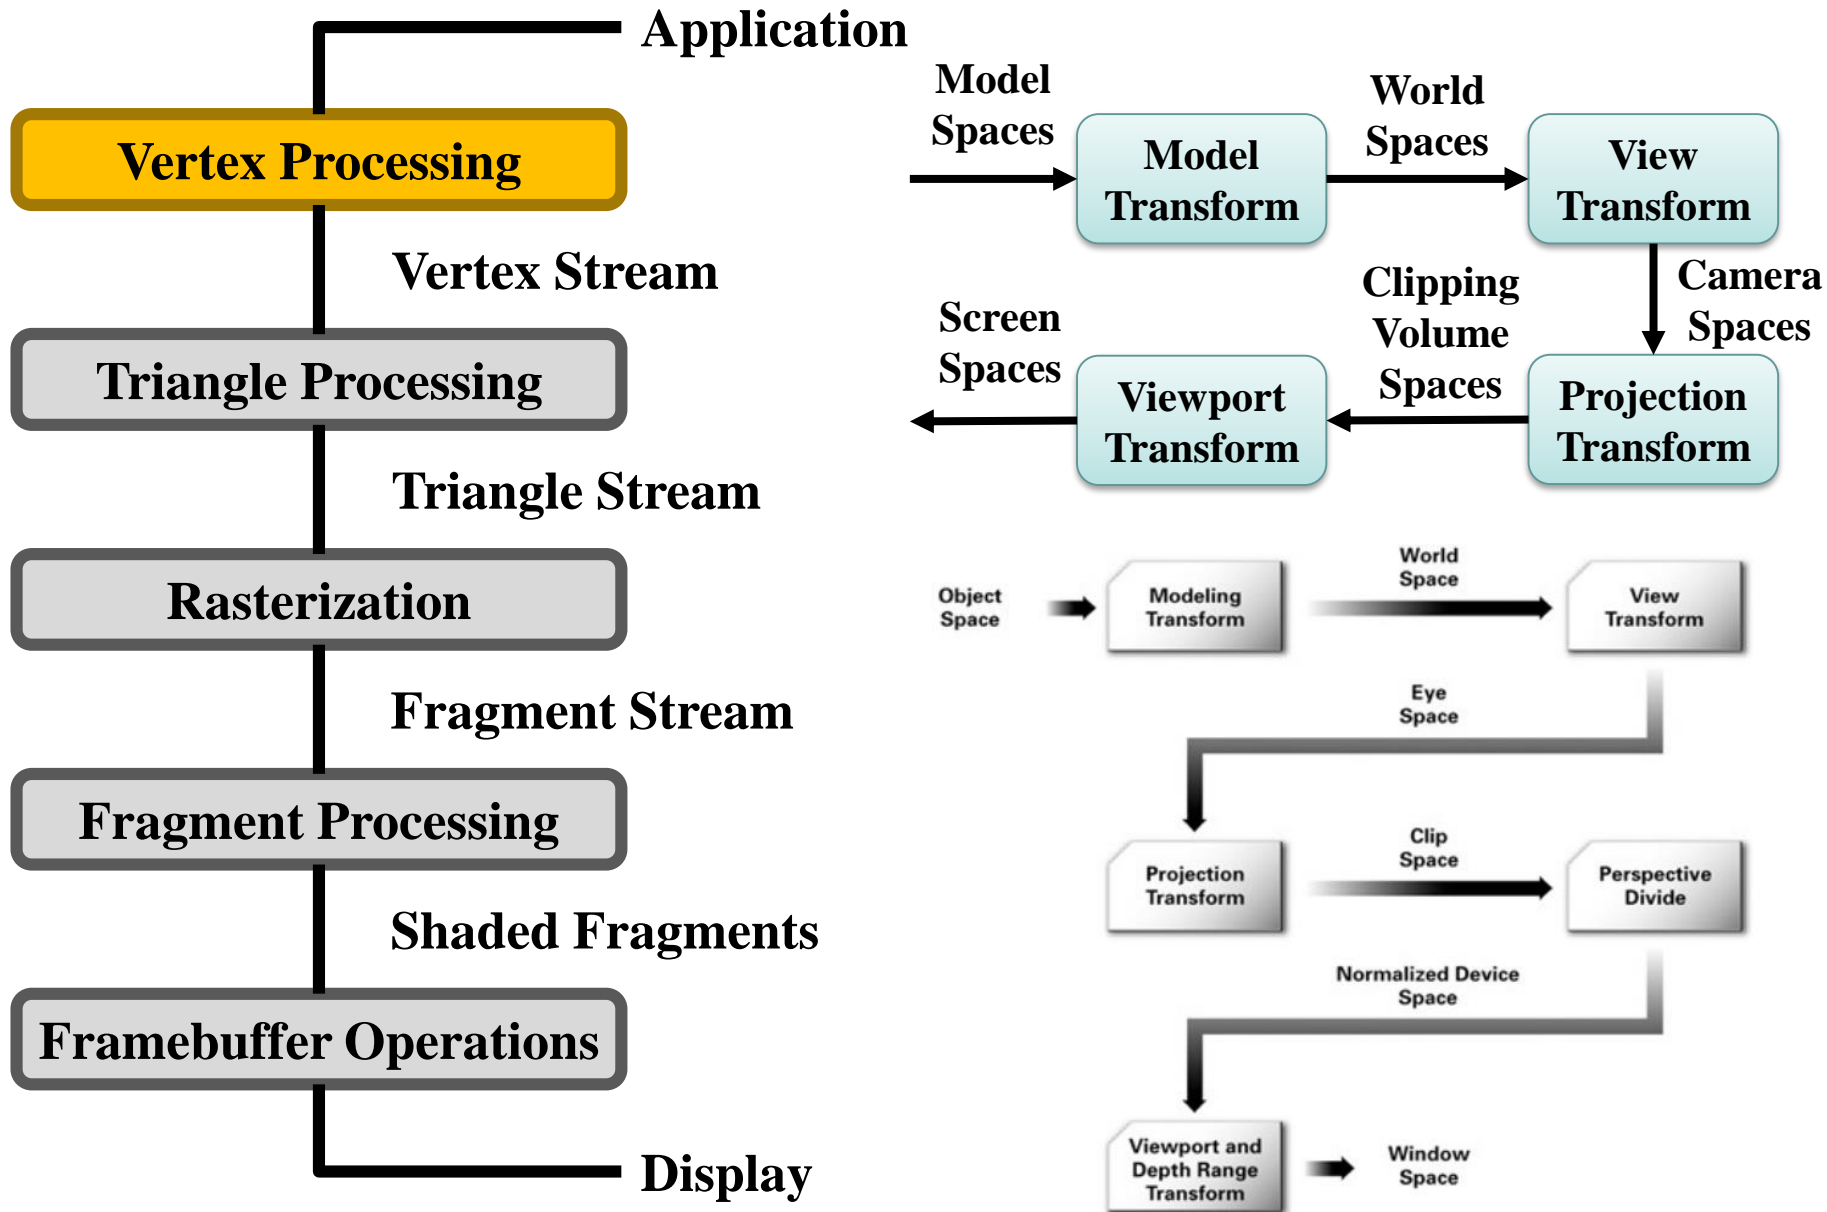 Application
Vertex Processing
Vertex Stream
Triangle Processing
Triangle Stream
Rasterization
Fragment Stream
Fragment Processing
Shaded Fragments
Framebuffer Operations
Display
Model
Spaces
Model
Transform
World
Spaces
View
Transform
Camera
Spaces
Projection
Transform
Clipping
Volume
Spaces
Viewport
Transform
Screen
Spaces
Object
Space
Modeling
Transform
World
Space
View
Transform
Eye
Space
Projection
Transform
Clip
Space
Perspective
Divide
Normalized Device
Space
Viewport and
Depth Range
Transform
Window
Space